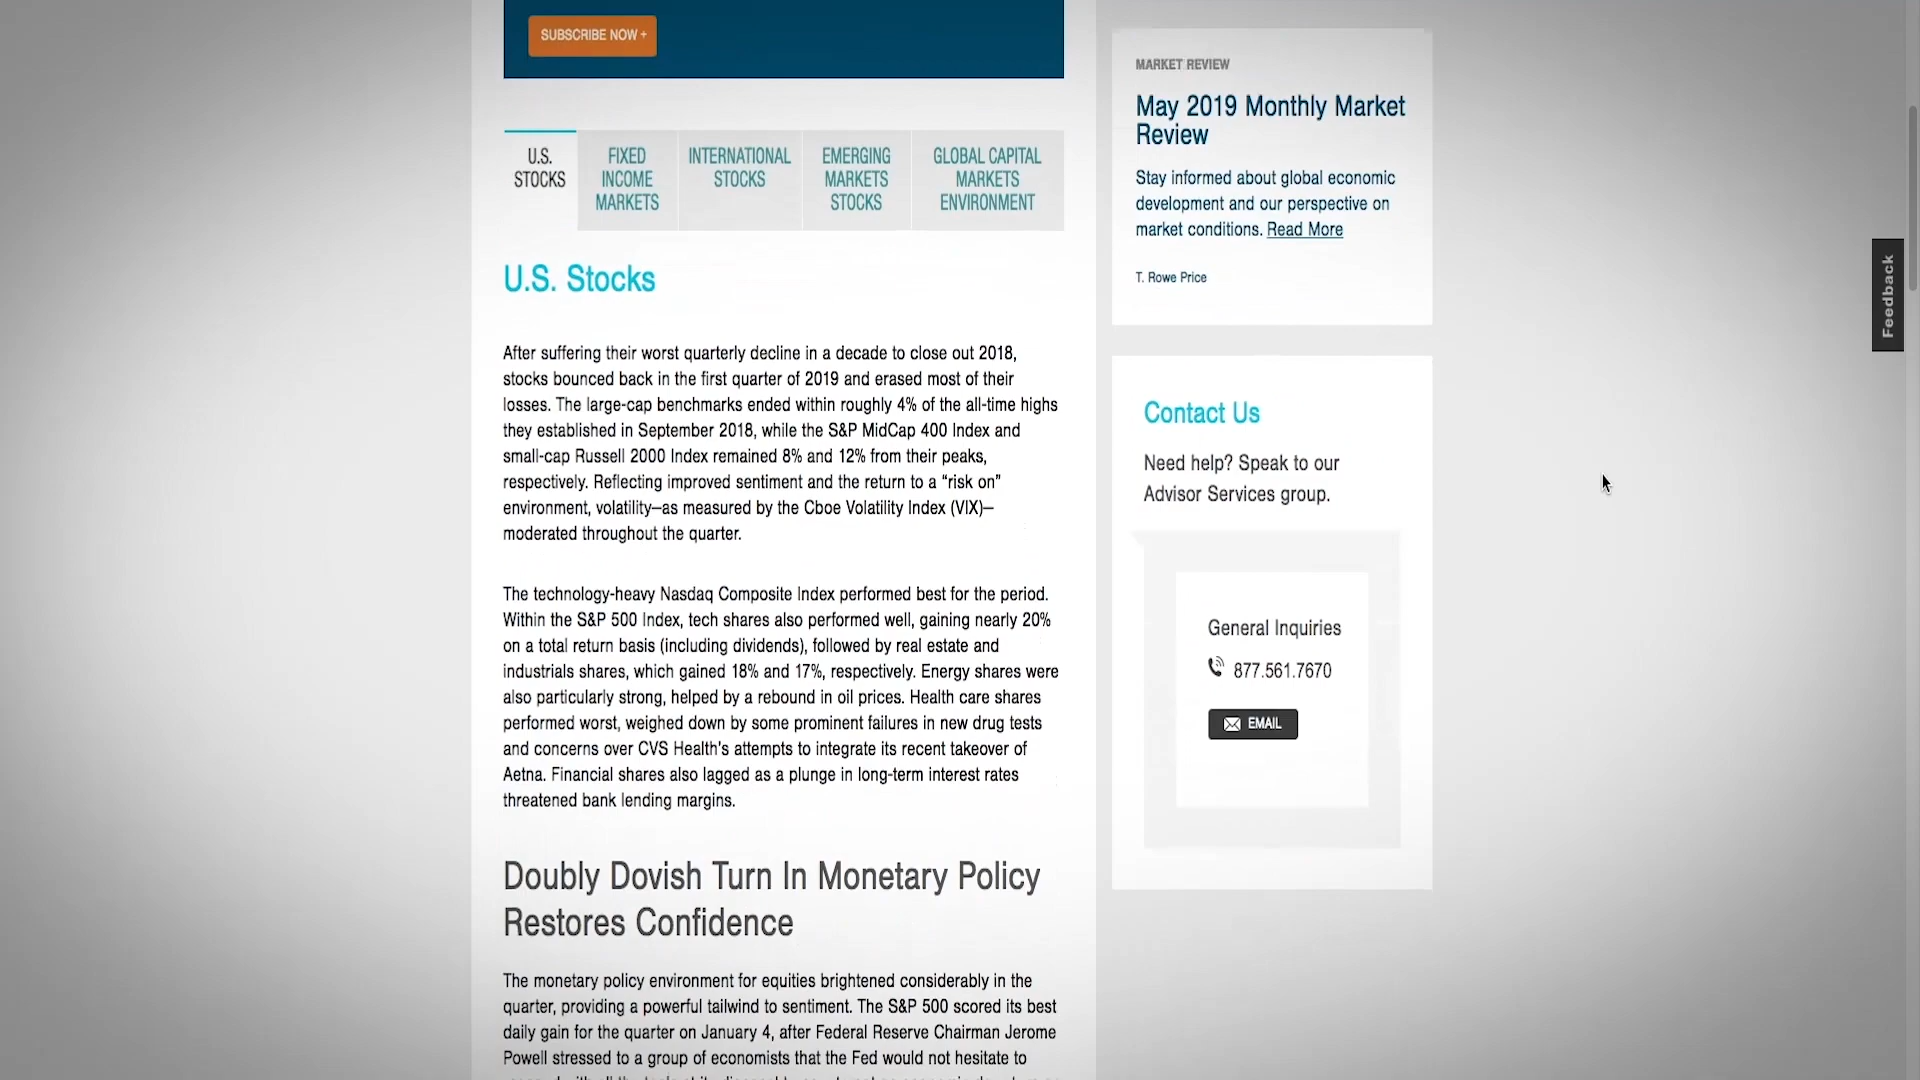 SUBSCRIBE NOW +
U.S.
STOCKS
FIXED
INCOME
MARKETS
INTERNATIONAL
STOCKS
EMERGING
MARKETS
STOCKS
GLOBAL CAPITAL
MARKETS
ENVIRONMENT
U.S. Stocks
After suffering their worst quarterly decline in a decade to close out 2018,
stocks bounced back in the first quarter of 2019 and erased most of their
losses. The large-cap benchmarks ended within roughly 4% of the all-time highs
they established in September 2018, while the S&P MidCap 400 Index and
small-cap Russell 2000 Index remained 8% and 12% from their peaks,
respectively. Reflecting improved sentiment and the return to a “risk on”
environment, volatility—as measured by the Cboe Volatility Index (VIX)—
moderated throughout the quarter.
The technology-heavy Nasdaq Composite Index performed best for the period.
Within the S&P 500 Index, tech shares also performed well, gaining nearly 20%
on a total return basis (including dividends), followed by real estate and
industrials shares, which gained 18% and 17%, respectively. Energy shares were
also particularly strong, helped by a rebound in oil prices. Health care shares
performed worst, weighed down by some prominent failures in new drug tests
and concerns over CVS Health's attempts to integrate its recent takeover of
Aetna. Financial shares also lagged as a plunge in long-term interest rates
threatened bank lending margins.
Doubly Dovish Turn In Monetary Policy
Restores Confidence
The monetary policy environment for equities brightened considerably in the
quarter, providing a powerful tailwind to sentiment. The S&P 500 scored its best
daily gain for the quarter on January 4, after Federal Reserve Chairman Jerome
Powell stressed to a group of economists that the Fed would not hesitate to
MARKET REVIEW
May 2019 Monthly Market
Review
Stay informed about global economic
development and our perspective on
market conditions. Read More
T. Rowe Price
Contact Us
Need help? Speak to our
Advisor Services group.
General Inquiries
877.561.7670
EMAIL
Feedback